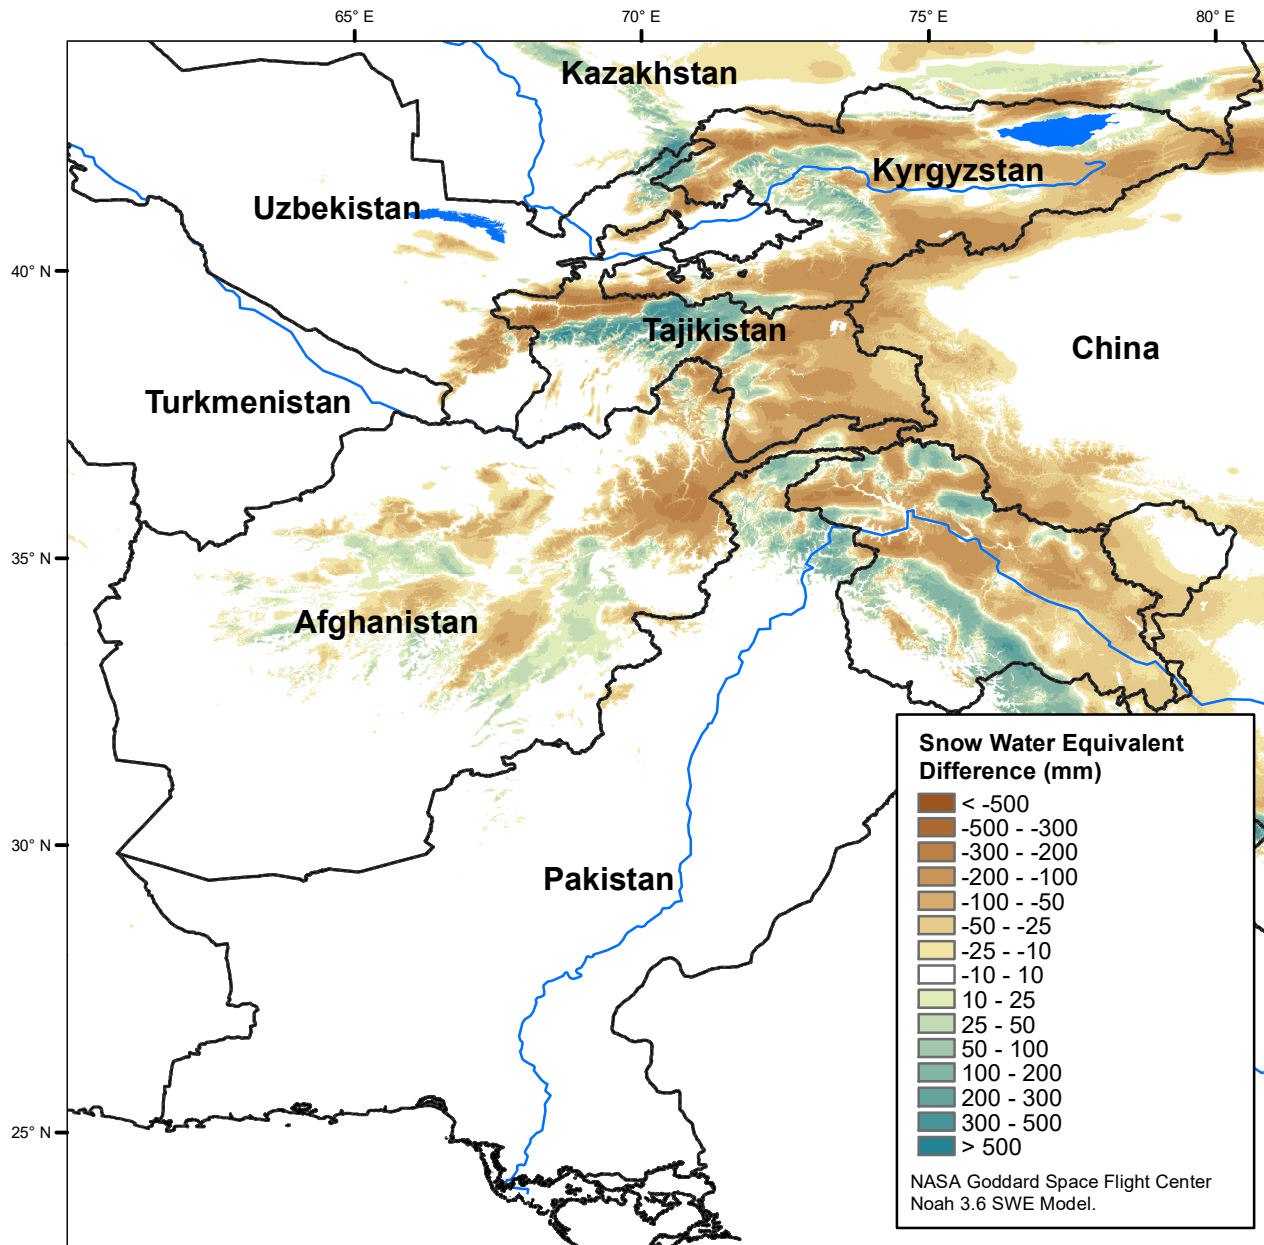 65° E
70° E
75° E
80° E
Kazakhstan
Kyrgyzstan
Uzbekistan
40° N
Tajikistan
China
Turkmenistan
35° N
Afghanistan
30° N
Pakistan
25° N
Snow Water Equivalent
Difference (mm)
< -500
-500 - -300
-300 - -200
-200 - -100
-100 - -50
-50 - -25
-25 - -10
-10 - 10
10 - 25
25 - 50
50 - 100
100 - 200
200 - 300
300 - 500
> 500
NASA Goddard Space Flight Center
Noah 3.6 SWE Model.